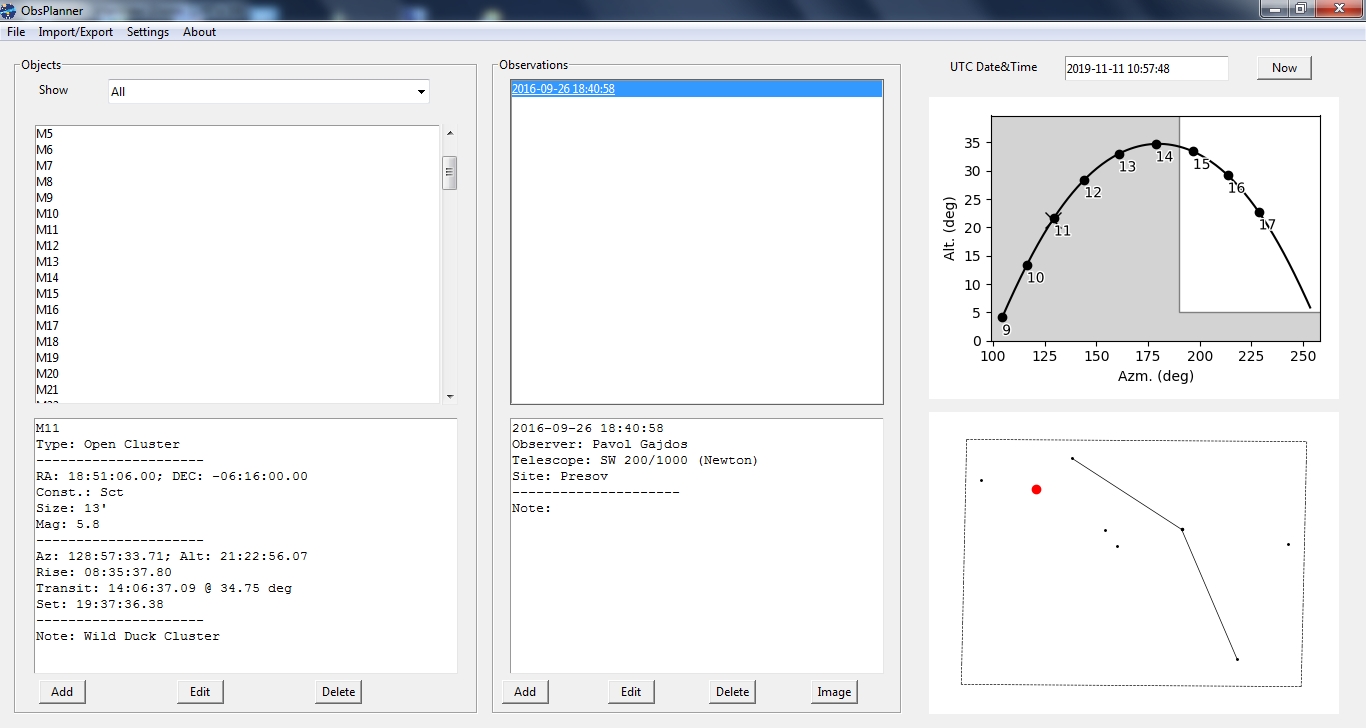 ObsPlanner
File Import/Export Settings About
Objects
Show All
M5
M6
M7
M8
M9
M10
M11
M12
M13
M14
M15
M16
M17
M18
M19
M20
M21
M11
Type: Open Cluster
---------------------
RA: 18:51:06.00; DEC: -06:16:00.00
Const.: Sct
Size: 13'
Mag: 5.8
---------------------
Az: 128:57:33.71; Alt: 21:22:56.07
Rise: 08:35:37.80
Transit: 14:06:37.09 @ 34.75 deg
Set: 19:37:36.38
---------------------
Note: Wild Duck Cluster
Add Edit Delete
Observations
2016-09-26 18:40:58
2016-09-26 18:40:58
Observer: Pavol Gajdos
Telescope: SW 200/1000 (Newton)
Site: Presov
---------------------
Note:
Add Edit Delete Image
UTC Date&Time 2019-11-11 10:57:48 Now
Alt. (deg)
35
30
25
20
15
10
5
0
9 10 11 12 13 14 15 16 17
100 125 150 175 200 225 250
Azm. (deg)